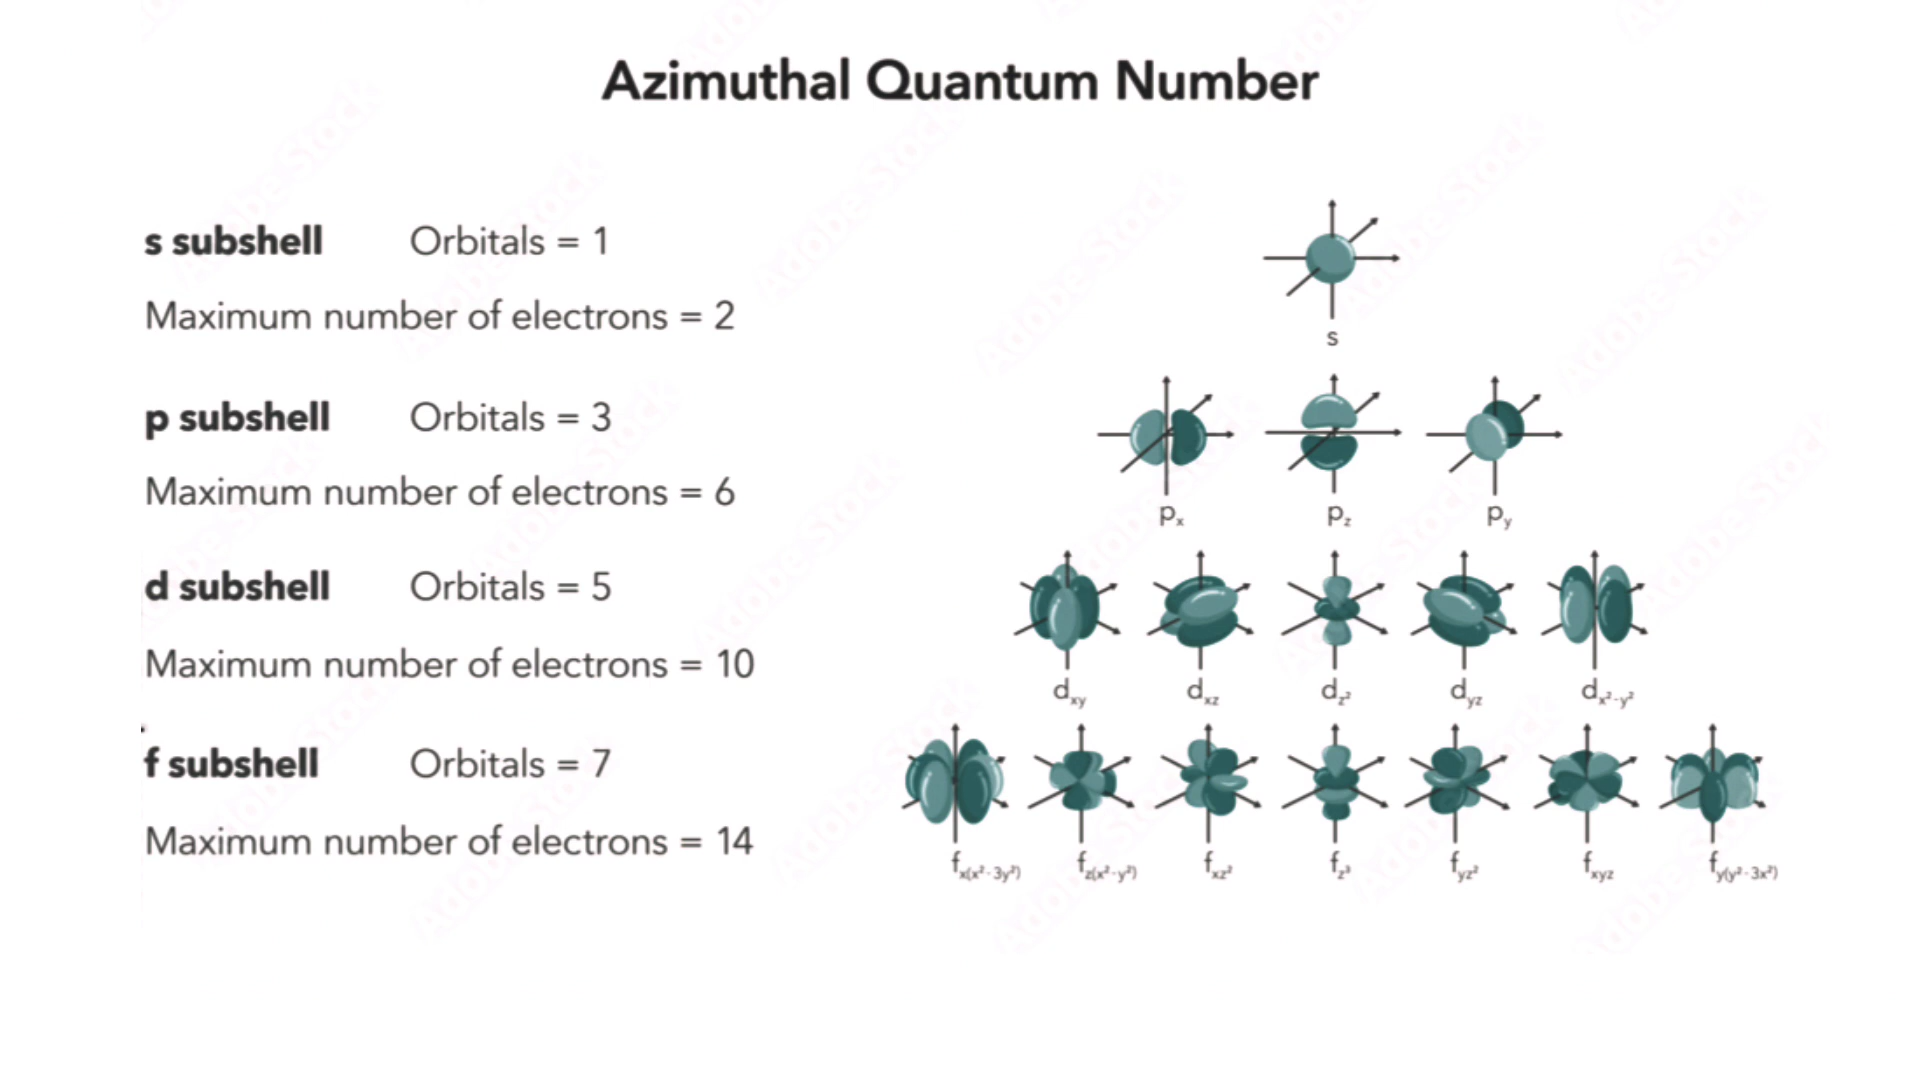 Azimuthal Quantum Number
s subshell Orbitals = 1
Maximum number of electrons = 2
s
p subshell Orbitals = 3
Maximum number of electrons = 6
pₓ p_z p_y
d subshell Orbitals = 5
Maximum number of electrons = 10
d_xy d_xz d_z² d_yz d_x²-y²
f subshell Orbitals = 7
Maximum number of electrons = 14
f_x(x²-3y²) f_z(x²-y²) f_xz² f_z³ f_yz² f_xyz f_y(y²-3x²)
Adobe Stock